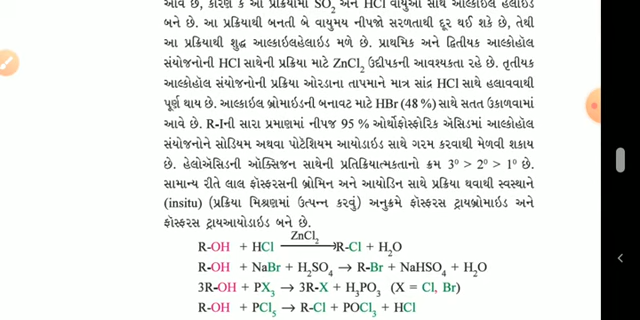 આવે છે, કારણ કે આ પ્રક્રિયામાં SO₂ અને HCl વાયુઓ સાથે આલ્કાઇલ હેલાઇડ
બને છે. આ પ્રક્રિયાથી બનતી બે વાયુમય નીપજો સરળતાથી દૂર થઈ શકે છે, તેથી
આ પ્રક્રિયાથી શુદ્ધ આલ્કાઇલહેલાઇડ મળે છે. પ્રાથમિક અને દ્વિતીયક આલ્કોહૉલ
સંયોજનોની HCl સાથેની પ્રક્રિયા માટે ZnCl₂ ઉદ્દીપકની આવશ્યકતા રહે છે. તૃતીયક
આલ્કોહૉલ સંયોજનોની પ્રક્રિયા ઓરડાના તાપમાને માત્ર સાંદ્ર HCl સાથે હલાવવાથી
પૂર્ણ થાય છે. આલ્કાઇલ બ્રોમાઇડની બનાવટ માટે HBr (48 %) સાથે સતત ઉકાળવામાં
આવે છે. R-Iની સારા પ્રમાણમાં નીપજ 95 % ઓર્થોફૉસ્ફોરિક ઍસિડમાં આલ્કોહૉલ
સંયોજનોને સોડિયમ અથવા પોટૅશિયમ આયોડાઇડ સાથે ગરમ કરવાથી મેળવી શકાય
છે. હેલોઍસિડની ઑક્સિજન સાથેની પ્રતિક્રિયાત્મકતાનો ક્રમ 3⁰ > 2⁰ > 1⁰ છે.
સામાન્ય રીતે લાલ ફૉસ્ફરસની બ્રોમિન અને આયોડિન સાથે પ્રક્રિયા થવાથી સ્વસ્થાને
(insitu) (પ્રક્રિયા મિશ્રણમાં ઉત્પન્ન કરવું) અનુક્રમે ફૉસ્ફરસ ટ્રાયબ્રોમાઇડ અને
ફૉસ્ફરસ ટ્રાયઆયોડાઇડ બને છે.
R-OH + HCl —ZnCl₂→ R-Cl + H₂O
R-OH + NaBr + H₂SO₄ → R-Br + NaHSO₄ + H₂O
3R-OH + PX₃ → 3R-X + H₃PO₃ (X = Cl, Br)
R-OH + PCl₅ → R-Cl + POCl₃ + HCl